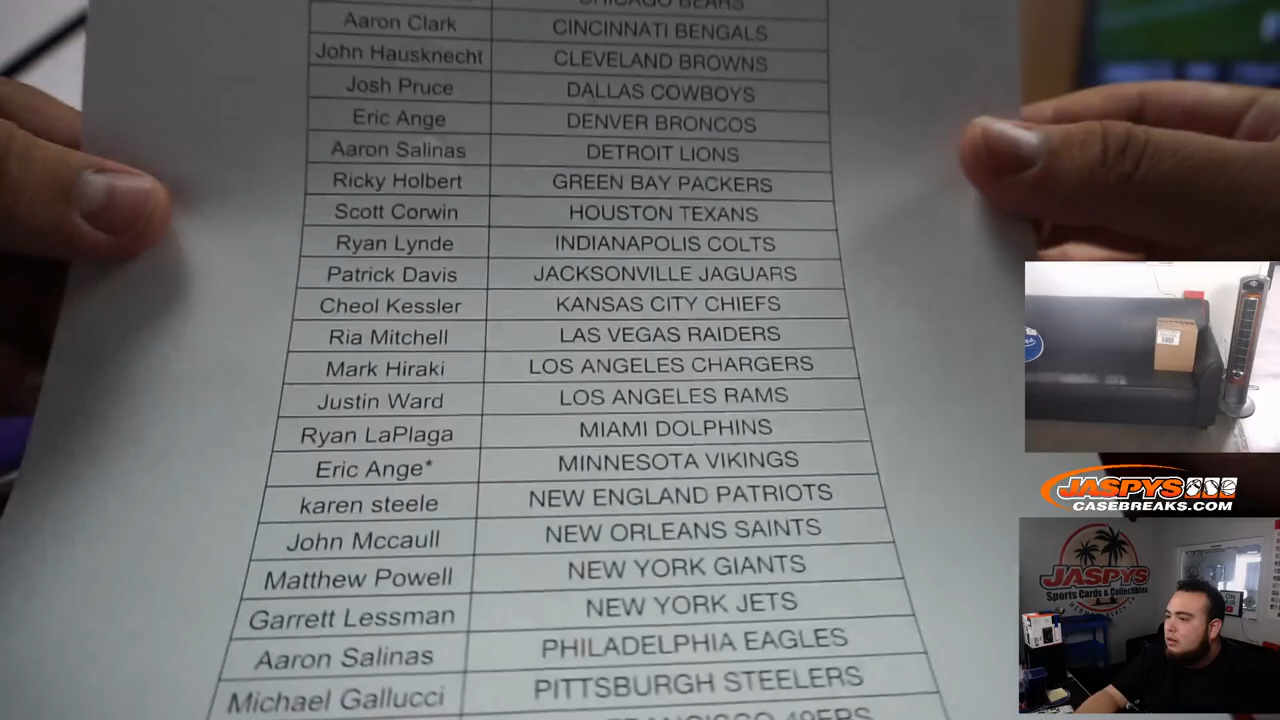 CHICAGO BEARS
Aaron Clark CINCINNATI BENGALS
John Hausknecht CLEVELAND BROWNS
Josh Pruce DALLAS COWBOYS
Eric Ange DENVER BRONCOS
Aaron Salinas DETROIT LIONS
Ricky Holbert GREEN BAY PACKERS
Scott Corwin HOUSTON TEXANS
Ryan Lynde INDIANAPOLIS COLTS
Patrick Davis JACKSONVILLE JAGUARS
Cheol Kessler KANSAS CITY CHIEFS
Ria Mitchell LAS VEGAS RAIDERS
Mark Hiraki LOS ANGELES CHARGERS
Justin Ward LOS ANGELES RAMS
Ryan LaPlaga MIAMI DOLPHINS
Eric Ange* MINNESOTA VIKINGS
karen steele NEW ENGLAND PATRIOTS
John Mccaull NEW ORLEANS SAINTS
Matthew Powell NEW YORK GIANTS
Garrett Lessman NEW YORK JETS
Aaron Salinas PHILADELPHIA EAGLES
Michael Gallucci PITTSBURGH STEELERS
FRANCISCO 49ERS
JASPYS
CASEBREAKS.COM
JASPYS
Sports Cards & Collectibles